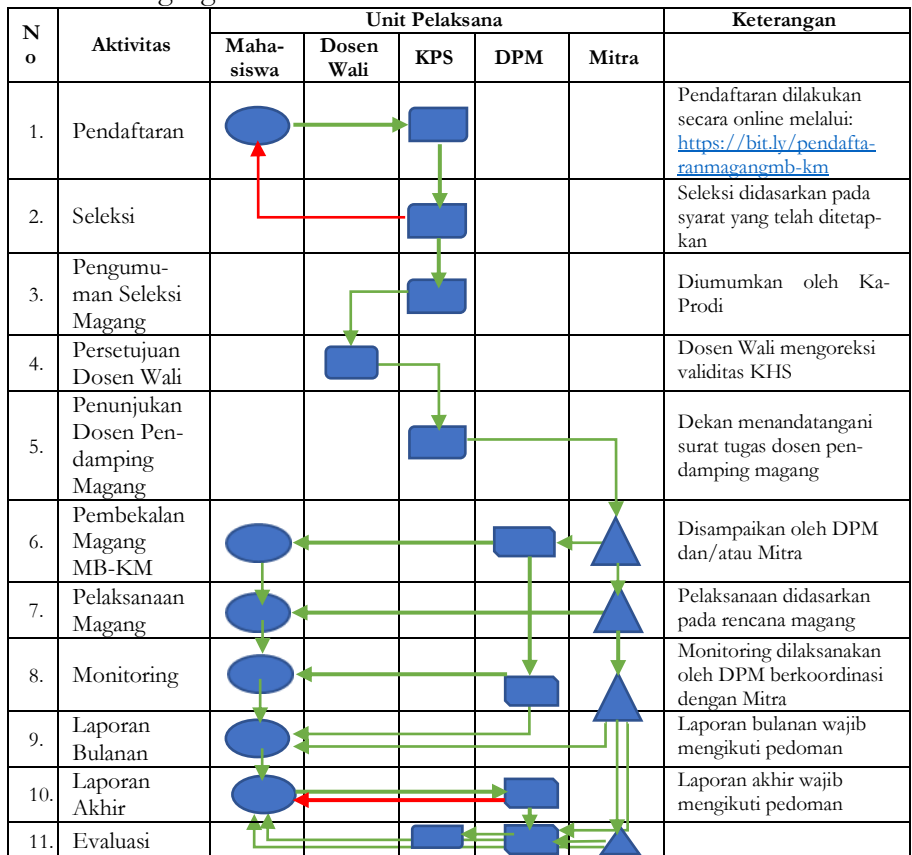 No
Aktivitas
Unit Pelaksana
Keterangan
Maha-
siswa
Dosen
Wali
KPS
DPM
Mitra
1.
Pendaftaran
Pendaftaran dilakukan
secara online melalui:
https://bit.ly/pendafta-
ranmagangmb-km
2.
Seleksi
Seleksi didasarkan pada
syarat yang telah ditetap-
kan
3.
Pengumu-
man Seleksi
Magang
Diumumkan oleh Ka-
Prodi
4.
Persetujuan
Dosen Wali
Dosen Wali mengoreksi
validitas KHS
5.
Penunjukan
Dosen Pen-
damping
Magang
Dekan menandatangani
surat tugas dosen pen-
damping magang
6.
Pembekalan
Magang
MB-KM
Disampaikan oleh DPM
dan/atau Mitra
7.
Pelaksanaan
Magang
Pelaksanaan didasarkan
pada rencana magang
8.
Monitoring
Monitoring dilaksanakan
oleh DPM berkoordinasi
dengan Mitra
9.
Laporan
Bulanan
Laporan bulanan wajib
mengikuti pedoman
10.
Laporan
Akhir
Laporan akhir wajib
mengikuti pedoman
11.
Evaluasi